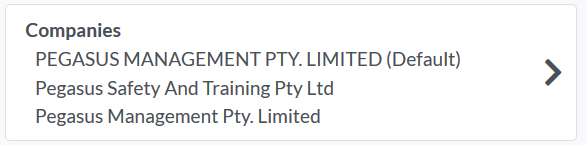 Companies
PEGASUS MANAGEMENT PTY. LIMITED (Default)
Pegasus Safety And Training Pty Ltd
Pegasus Management Pty. Limited